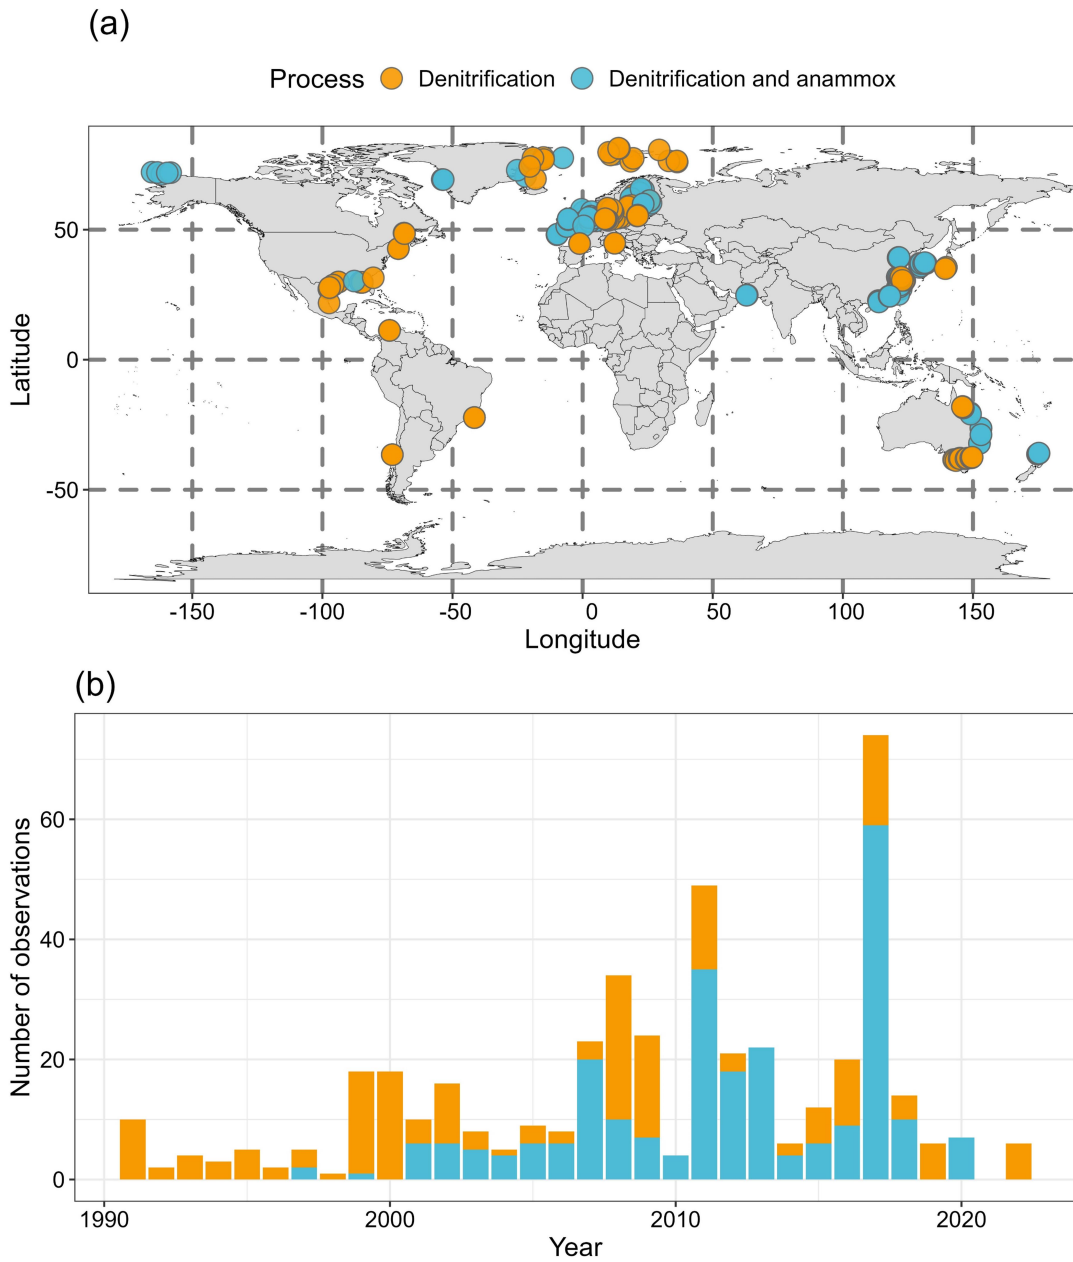 (a)
Process Denitrification Denitrification and anammox
Latitude
50
0
-50
-150 -100 -50 0 50 100 150
Longitude
(b)
Number of observations
60
40
20
0
1990 2000 2010 2020
Year